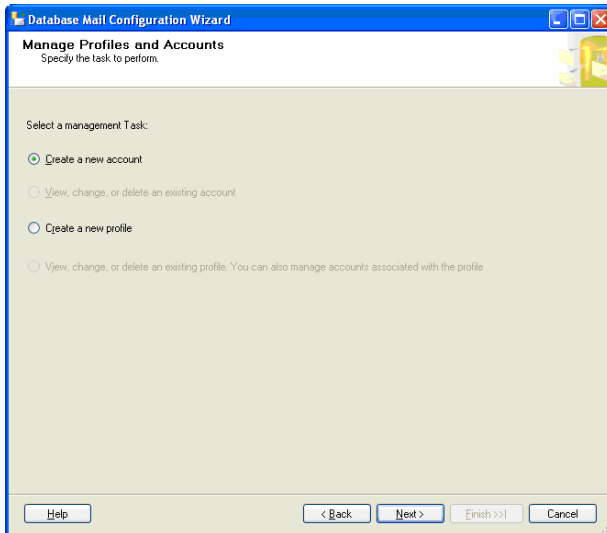 Database Mail Configuration Wizard
Manage Profiles and Accounts
Specify the task to perform.
Select a management Task:
Create a new account
View, change, or delete an existing account
Create a new profile
View, change, or delete an existing profile. You can also manage accounts associated with the profile
Help
< Back
Next >
Finish >>|
Cancel